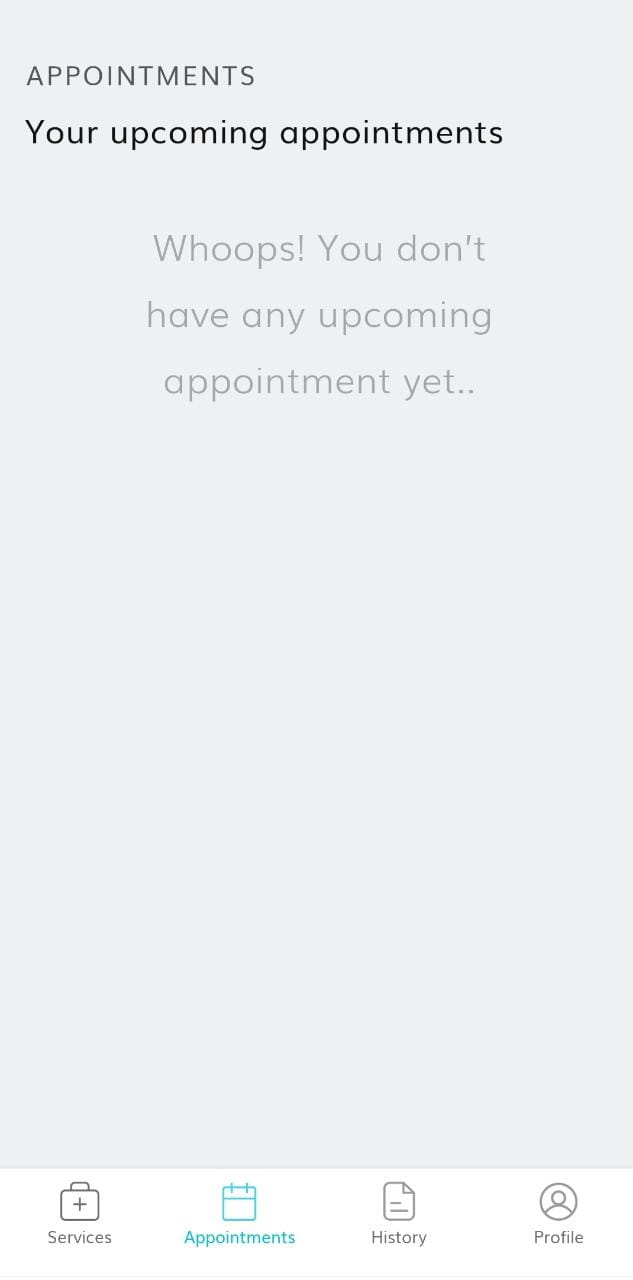 APPOINTMENTS
Your upcoming appointments
Whoops! You don't
have any upcoming
appointment yet..
Services
Appointments
History
Profile